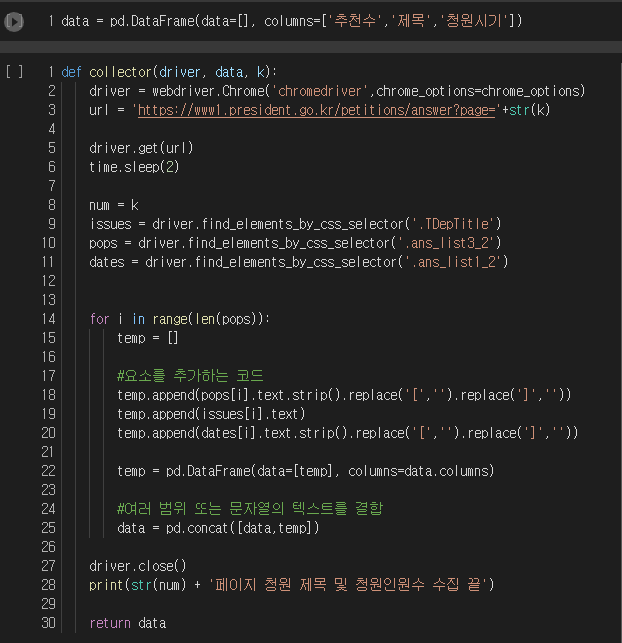 1 data = pd.DataFrame(data=[], columns=['추천수','제목','청원시기'])
[ ] 1 def collector(driver, data, k):
2 driver = webdriver.Chrome('chromedriver',chrome_options=chrome_options)
3 url = 'https://www1.president.go.kr/petitions/answer?page='+str(k)
4
5 driver.get(url)
6 time.sleep(2)
7
8 num = k
9 issues = driver.find_elements_by_css_selector('.TDepTitle')
10 pops = driver.find_elements_by_css_selector('.ans_list3_2')
11 dates = driver.find_elements_by_css_selector('.ans_list1_2')
12
13
14 for i in range(len(pops)):
15 temp = []
16
17 #요소를 추가하는 코드
18 temp.append(pops[i].text.strip().replace('[','').replace(']',''))
19 temp.append(issues[i].text)
20 temp.append(dates[i].text.strip().replace('[','').replace(']',''))
21
22 temp = pd.DataFrame(data=[temp], columns=data.columns)
23
24 #여러 범위 또는 문자열의 텍스트를 결합
25 data = pd.concat([data,temp])
26
27 driver.close()
28 print(str(num) + '페이지 청원 제목 및 청원인원수 수집 끝')
29
30 return data